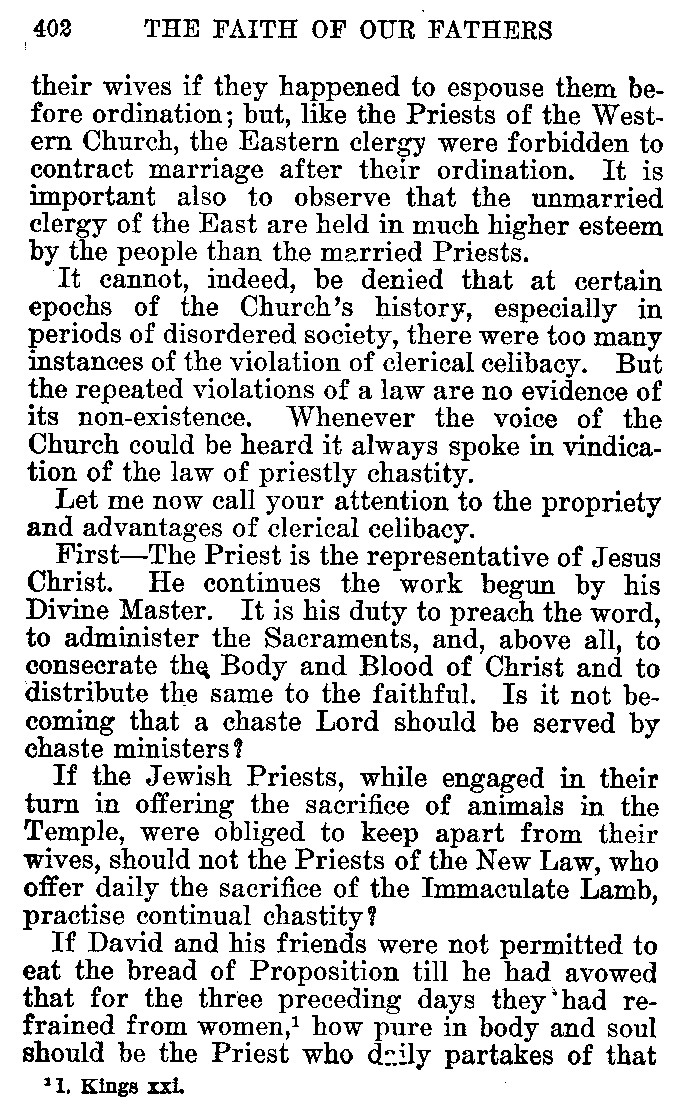 402 THE FAITH OF OUR FATHERS
their wives if they happened to espouse them be-
fore ordination; but, like the Priests of the West-
ern Church, the Eastern clergy were forbidden to
contract marriage after their ordination. It is
important also to observe that the unmarried
clergy of the East are held in much higher esteem
by the people than the married Priests.
It cannot, indeed, be denied that at certain
epochs of the Church's history, especially in
periods of disordered society, there were too many
instances of the violation of clerical celibacy. But
the repeated violations of a law are no evidence of
its non-existence. Whenever the voice of the
Church could be heard it always spoke in vindica-
tion of the law of priestly chastity.
Let me now call your attention to the propriety
and advantages of clerical celibacy.
First—The Priest is the representative of Jesus
Christ. He continues the work begun by his
Divine Master. It is his duty to preach the word,
to administer the Sacraments, and, above all, to
consecrate the Body and Blood of Christ and to
distribute the same to the faithful. Is it not be-
coming that a chaste Lord should be served by
chaste ministers?
If the Jewish Priests, while engaged in their
turn in offering the sacrifice of animals in the
Temple, were obliged to keep apart from their
wives, should not the Priests of the New Law, who
offer daily the sacrifice of the Immaculate Lamb,
practise continual chastity?
If David and his friends were not permitted to
eat the bread of Proposition till he had avowed
that for the three preceding days they had re-
frained from women,¹ how pure in body and soul
should be the Priest who daily partakes of that
¹ I. Kings xxi.